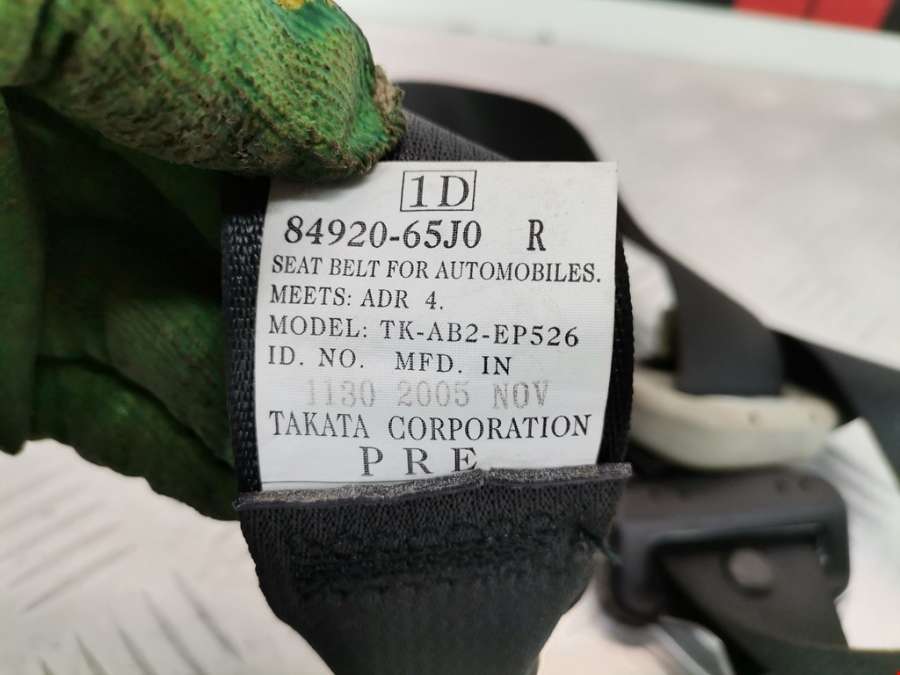 1D
84920-65J0 R
SEAT BELT FOR AUTOMOBILES.
MEETS: ADR 4.
MODEL: TK-AB2-EP526
ID. NO. MFD. IN
1130 2005 NOV
TAKATA CORPORATION
PRE